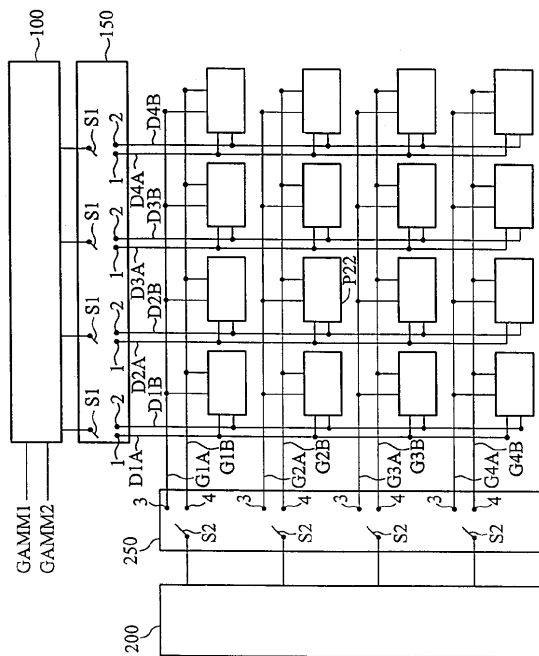 100
150
GAMM1
GAMM2
S1 S1 S1 S1
1 2 1 2 1 2 1 2
D1A D1B D2A D2B D3A D3B D4A D4B
3
G1A
4
G1B
S2
3
G2A
4
G2B
S2
P22
3
G3A
4
G3B
S2
3
G4A
4
G4B
S2
250
200